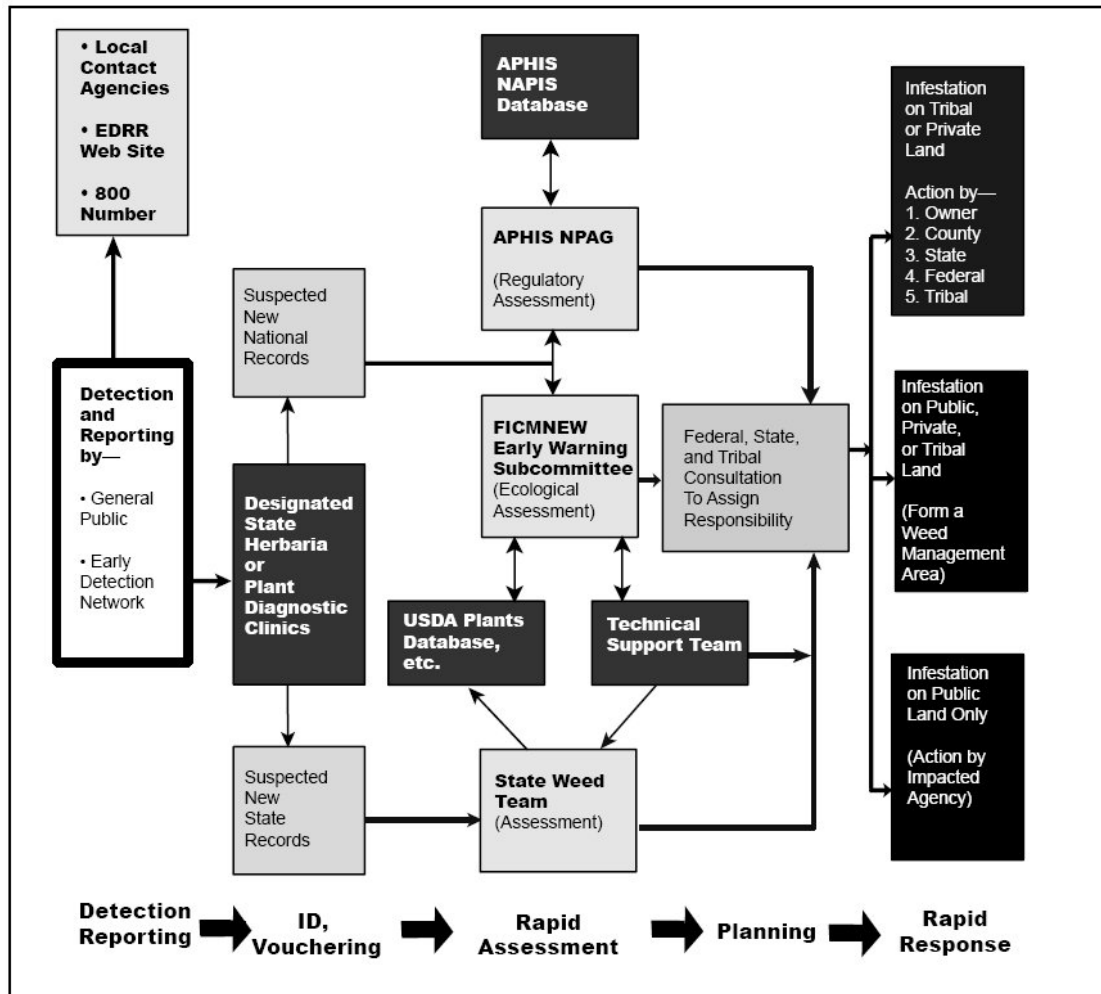 • Local
Contact
Agencies
• EDRR
Web Site
• 800
Number
Detection
and
Reporting
by—
• General
Public
• Early
Detection
Network
Suspected
New
National
Records
Designated
State
Herbaria
or
Plant
Diagnostic
Clinics
Suspected
New
State
Records
APHIS
NAPIS
Database
APHIS NPAG
(Regulatory
Assessment)
FICMNEW
Early Warning
Subcommittee
(Ecological
Assessment)
USDA Plants
Database,
etc.
Technical
Support Team
State Weed
Team
(Assessment)
Federal, State,
and Tribal
Consultation
To Assign
Responsibility
Infestation
on Tribal
or Private
Land
Action by—
1. Owner
2. County
3. State
4. Federal
5. Tribal
Infestation
on Public,
Private,
or Tribal
Land
(Form a
Weed
Management
Area)
Infestation
on Public
Land Only
(Action by
Impacted
Agency)
Detection
Reporting
ID,
Vouchering
Rapid
Assessment
Planning
Rapid
Response